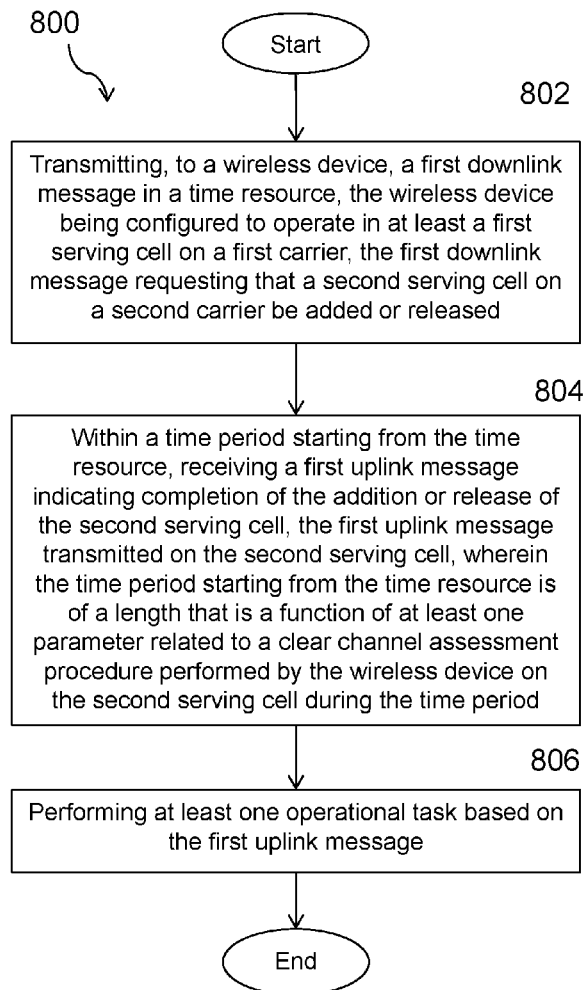 800
Start
802
Transmitting, to a wireless device, a first downlink
message in a time resource, the wireless device
being configured to operate in at least a first
serving cell on a first carrier, the first downlink
message requesting that a second serving cell on
a second carrier be added or released
804
Within a time period starting from the time
resource, receiving a first uplink message
indicating completion of the addition or release of
the second serving cell, the first uplink message
transmitted on the second serving cell, wherein
the time period starting from the time resource is
of a length that is a function of at least one
parameter related to a clear channel assessment
procedure performed by the wireless device on
the second serving cell during the time period
806
Performing at least one operational task based on
the first uplink message
End